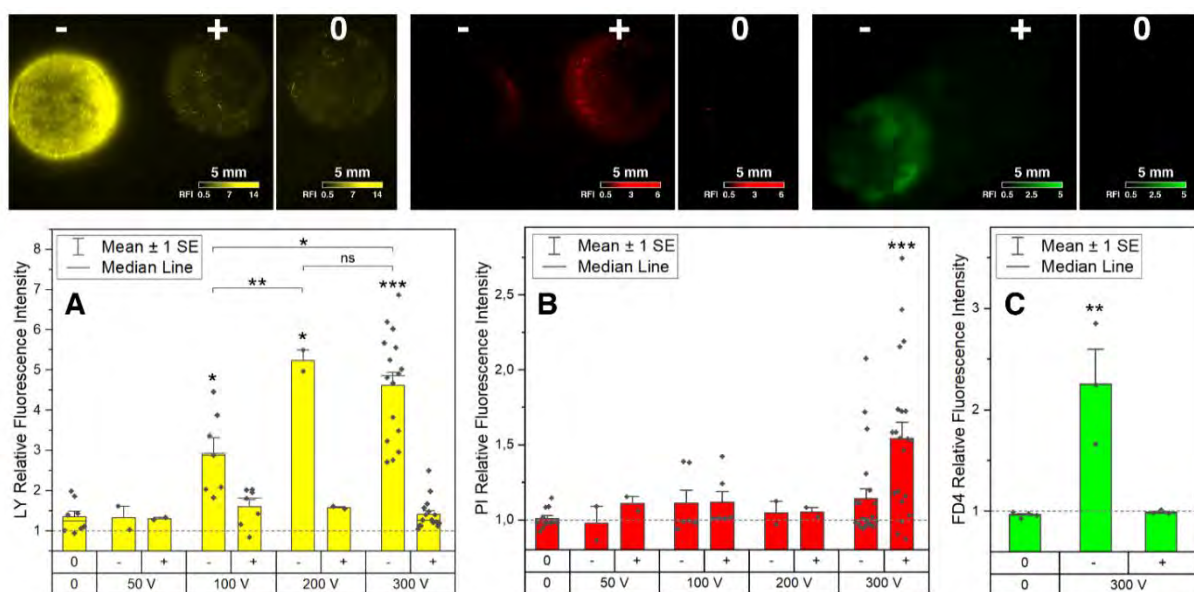 - + 0
5 mm 5 mm
RFI 0.5 7 14 RFI 0.5 7 14
- + 0
5 mm 5 mm
RFI 0.5 3 6 RFI 0.5 3 6
- + 0
5 mm 5 mm
RFI 0.5 2.5 5 RFI 0.5 2.5 5
A
LY Relative Fluorescence Intensity
Mean ± 1 SE
Median Line
8
7
6
5
4
3
2
1
*
ns
**
***
*
*
0 - + - + - + - +
0 50 V 100 V 200 V 300 V
B
PI Relative Fluorescence Intensity
Mean ± 1 SE
Median Line
***
2,5
2,0
1,5
1,0
0 - + - + - + - +
0 50 V 100 V 200 V 300 V
C
FD4 Relative Fluorescence Intensity
Mean ± 1 SE
Median Line
**
3
2
1
0 - +
0 300 V